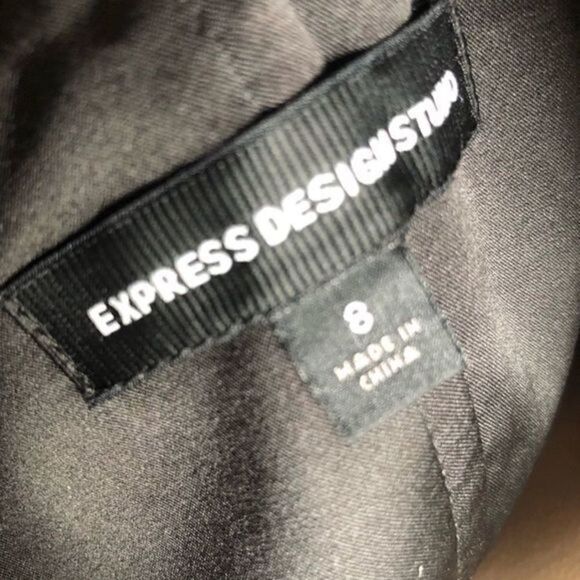 EXPRESS DESIGN STUDIO
8
MADE IN
CHINA